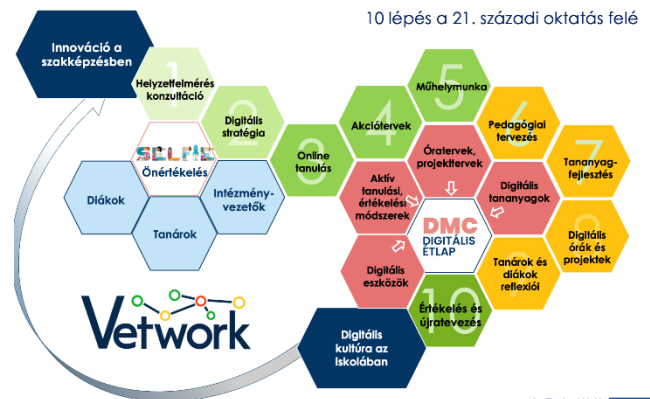 10 lépés a 21. századi oktatás felé
Innováció a
szakképzésben
1
Helyzetfelmérés
konzultáció
2
Digitális
stratégia
SELFIE
Önértékelés
Diákok
Tanárok
Intézmény-
vezetők
3
Online
tanulás
4
Akciótervek
5
Műhelymunka
6
Pedagógiai
tervezés
7
Tananyag-
fejlesztés
8
Digitális
órák és
projektek
9
Tanárok és
diákok
reflexiói
10
Értékelés és
újratevezés
Óratervek,
projekttervek
Aktív
tanulási,
értékelési
módszerek
Digitális
tananyagok
DMC
DIGITÁLIS
ÉTLAP
Digitális
eszközök
Digitális
kultúra az
iskolában
Vetwork